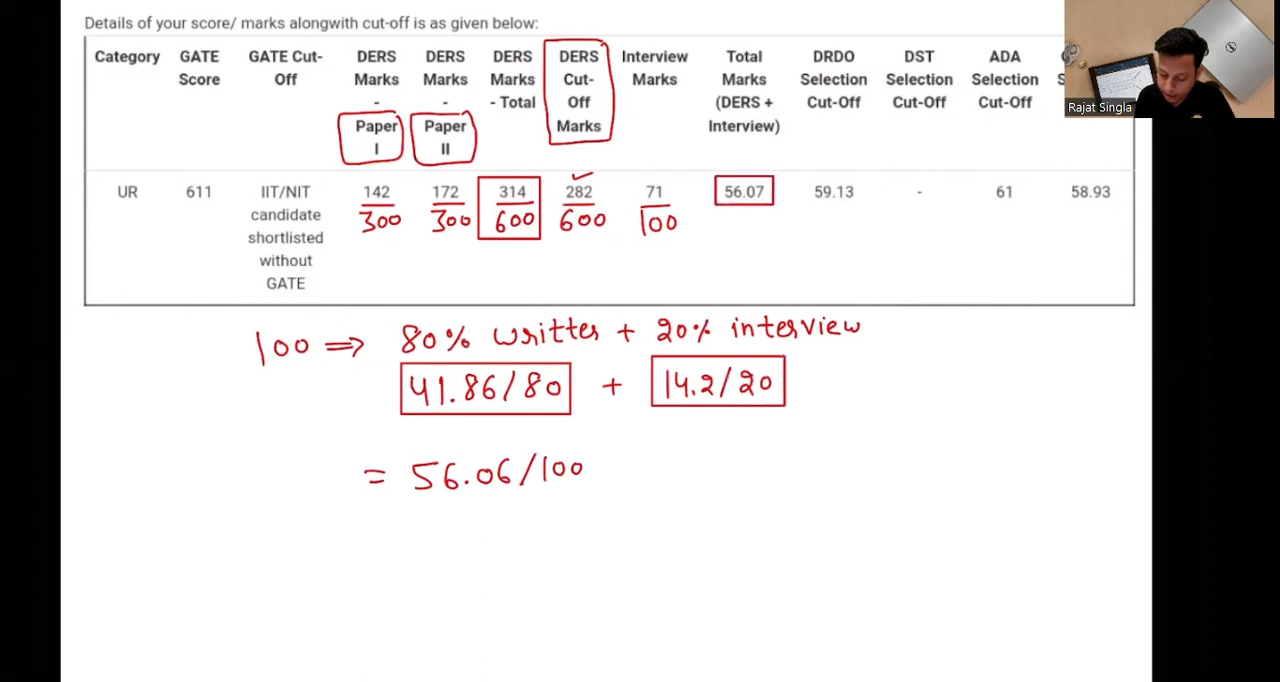 Details of your score/ marks alongwith cut-off is as given below:
Category GATE DERS DERS DERS DERS Interview Total DRDO DST ADA
GATE Cut- Score Off Marks Marks Marks Cut- Marks Marks Selection Selection Selection
- - - Total Off (DERS + Cut-Off Cut-Off Cut-Off
Paper Paper Marks Interview)
I II
UR 611 IIT/NIT 142 172 314 282 71 56.07 59.13 - 61 58.93
candidate 300 300 600 600 100
shortlisted
without
GATE
100 ⇒ 80% writter + 20% interview
41.86/80 + 14.2/20
= 56.06/100
Rajat Singla